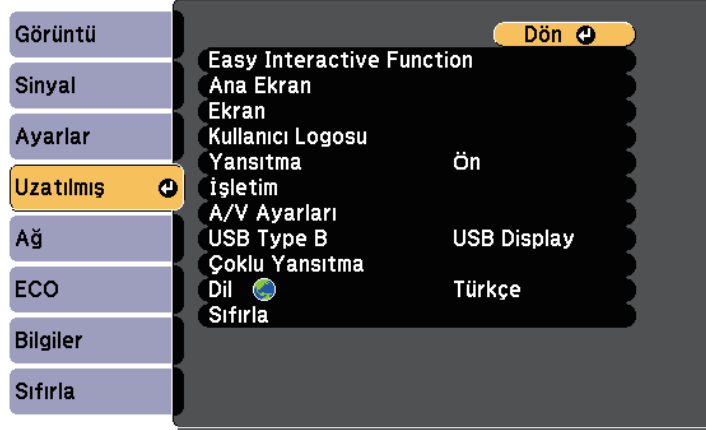 Görüntü
Sinyal
Ayarlar
Uzatılmış
Ağ
ECO
Bilgiler
Sıfırla
Dön
Easy Interactive Function
Ana Ekran
Ekran
Kullanıcı Logosu
Yansıtma Ön
İşletim
A/V Ayarları
USB Type B USB Display
Çoklu Yansıtma
Dil Türkçe
Sıfırla